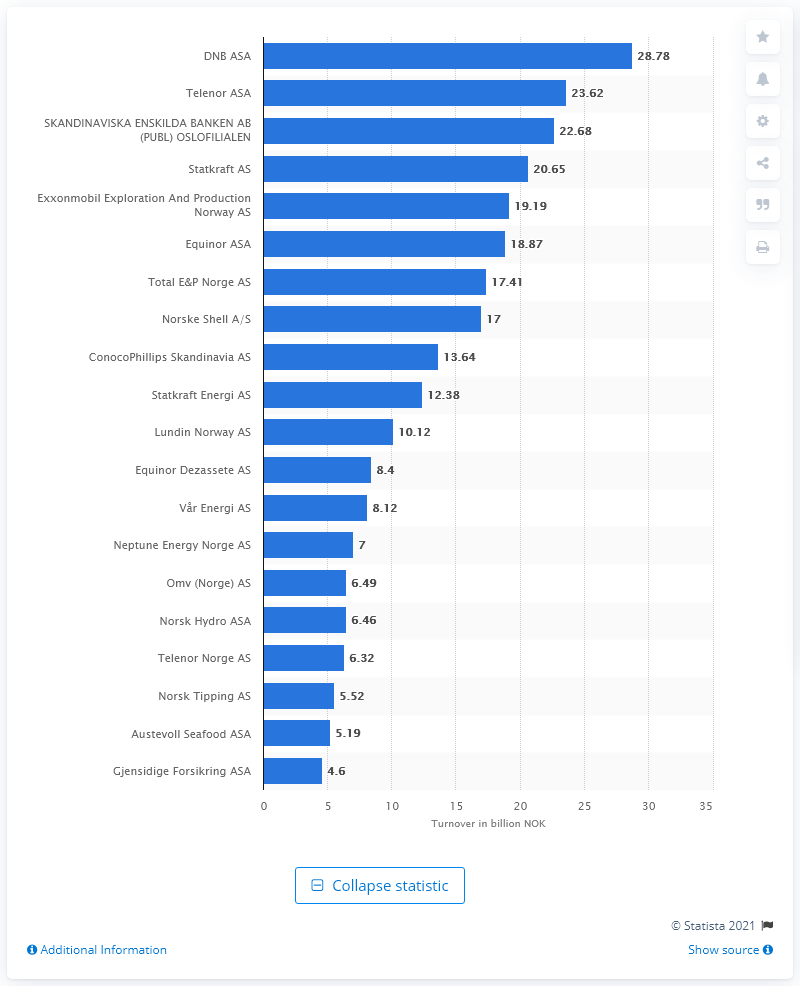 DNB ASA 28.78
Telenor ASA 23.62
SKANDINAVISKA ENSKILDA BANKEN AB
(PUBL) OSLOFILIALEN 22.68
Statkraft AS 20.65
Exxonmobil Exploration And Production
Norway AS 19.19
Equinor ASA 18.87
Total E&P Norge AS 17.41
Norske Shell A/S 17
ConocoPhillips Skandinavia AS 13.64
Statkraft Energi AS 12.38
Lundin Norway AS 10.12
Equinor Dezassete AS 8.4
Vår Energi AS 8.12
Neptune Energy Norge AS 7
Omv (Norge) AS 6.49
Norsk Hydro ASA 6.46
Telenor Norge AS 6.32
Norsk Tipping AS 5.52
Austevoll Seafood ASA 5.19
Gjensidige Forsikring ASA 4.6
0 5 10 15 20 25 30 35
Turnover in billion NOK
Collapse statistic
© Statista 2021
Additional Information
Show source